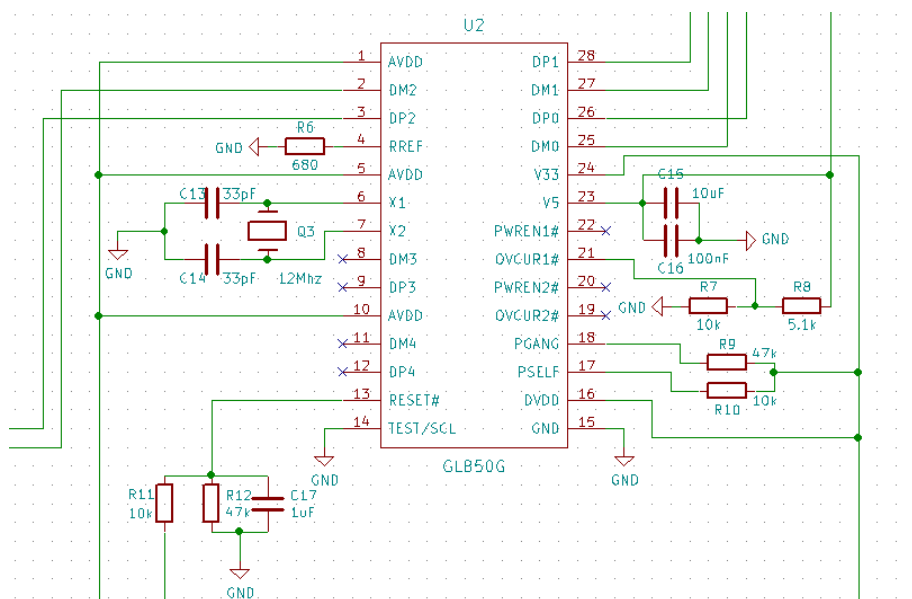 U2
1 AVDD DP1 28
2 DM2 DM1 27
3 DP2 DP0 26
R6
GND 4 RREF DM0 25
680
5 AVDD V33 24
C15
C13 33pF 10uF
6 X1 V5 23
Q3 7 X2 PWREN1# 22 GND
GND C14 33pF 12Mhz 8 DM3 OVCUR1# 21 C16 100nF
9 DP3 PWREN2# 20 R7 R8
GND
10 AVDD OVCUR2# 19 10k 5.1k
11 DM4 PGANG 18 R9 47k
12 DP4 PSELF 17
13 RESET# DVDD 16 R10 10k
14 TEST/SCL GND 15
GND GL850G GND
R11 R12 C17
10k 47k 1uF
GND